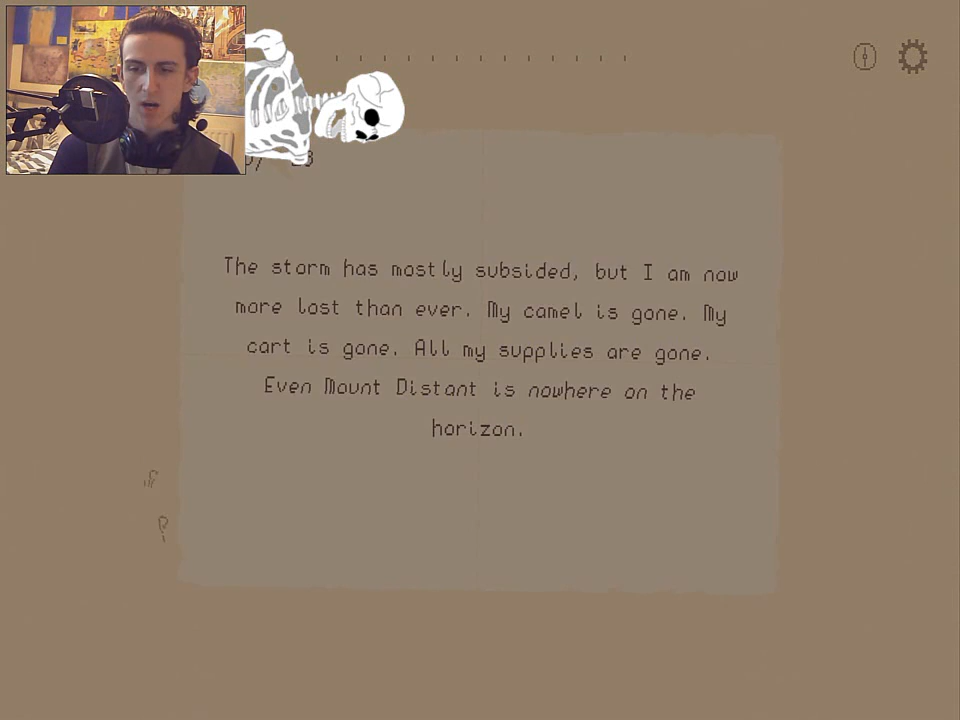 The storm has mostly subsided, but I am now
more lost than ever. My camel is gone. My
cart is gone. All my supplies are gone.
Even Mount Distant is nowhere on the
horizon.